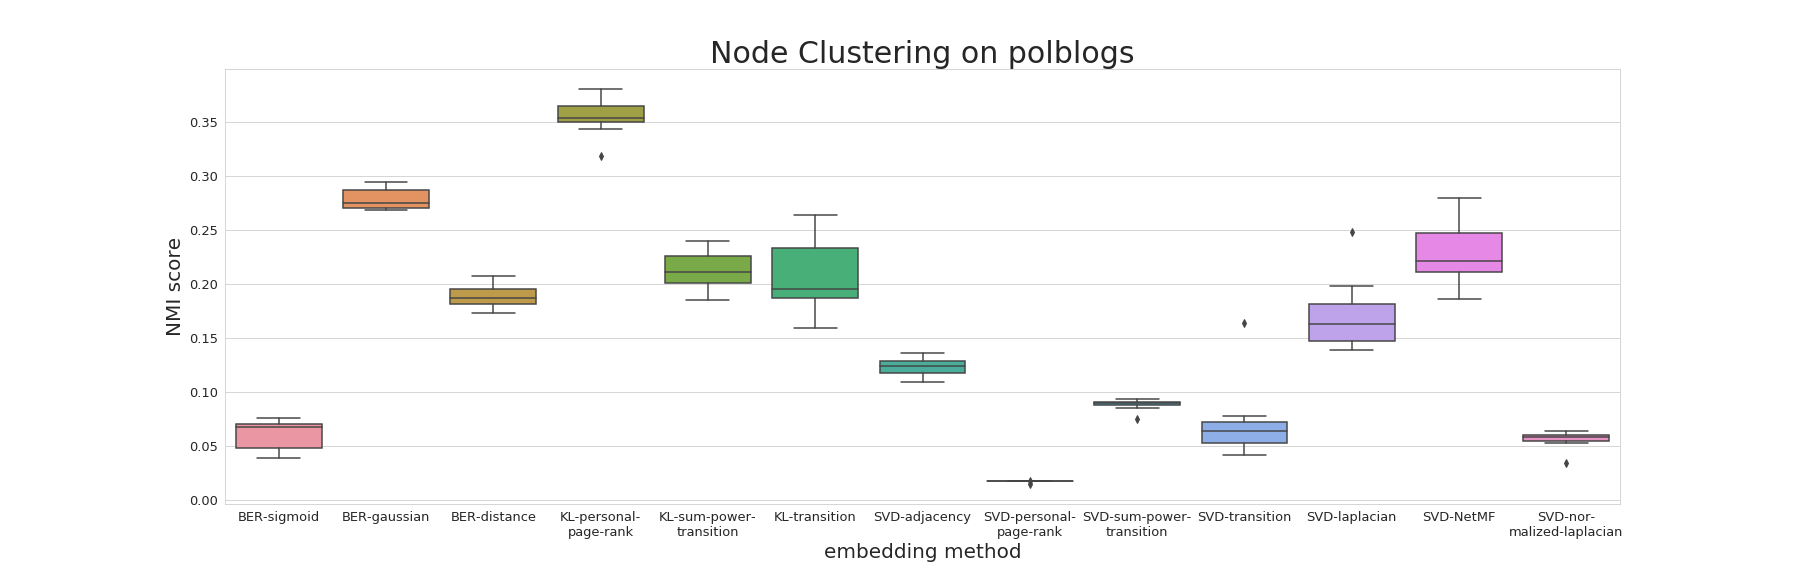 Node Clustering on polblogs
NMI score
0.35
0.30
0.25
0.20
0.15
0.10
0.05
0.00
BER-sigmoid
BER-gaussian
BER-distance
KL-personal-
page-rank
KL-sum-power-
transition
KL-transition
SVD-adjacency
SVD-personal-
page-rank
SVD-sum-power-
transition
SVD-transition
SVD-laplacian
SVD-NetMF
SVD-nor-
malized-laplacian
embedding method